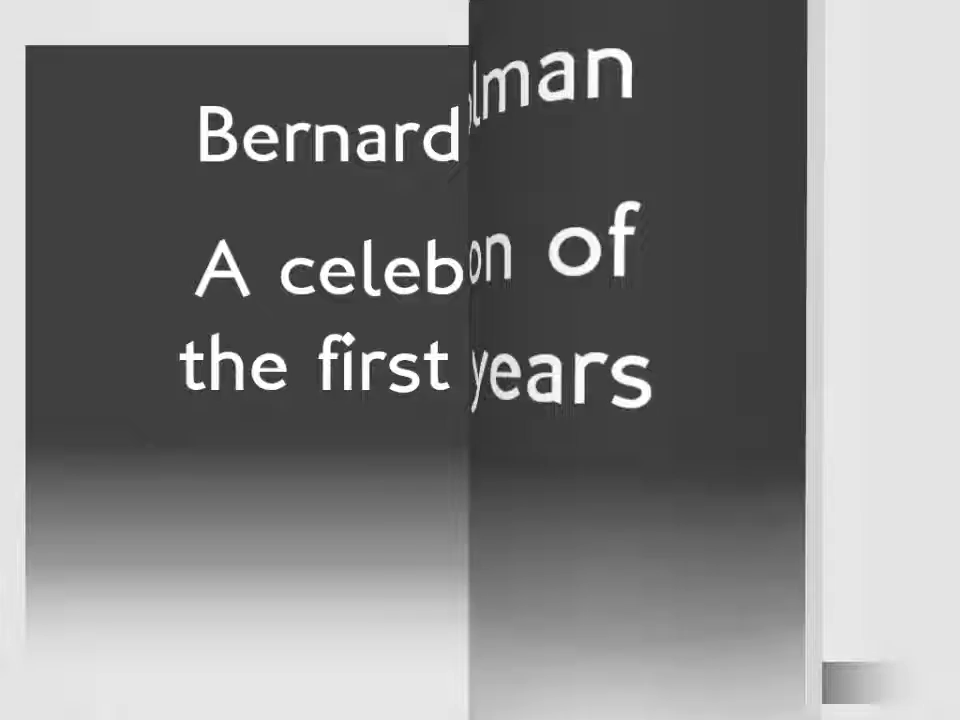 Bernard lman
A celeb on of
the first years